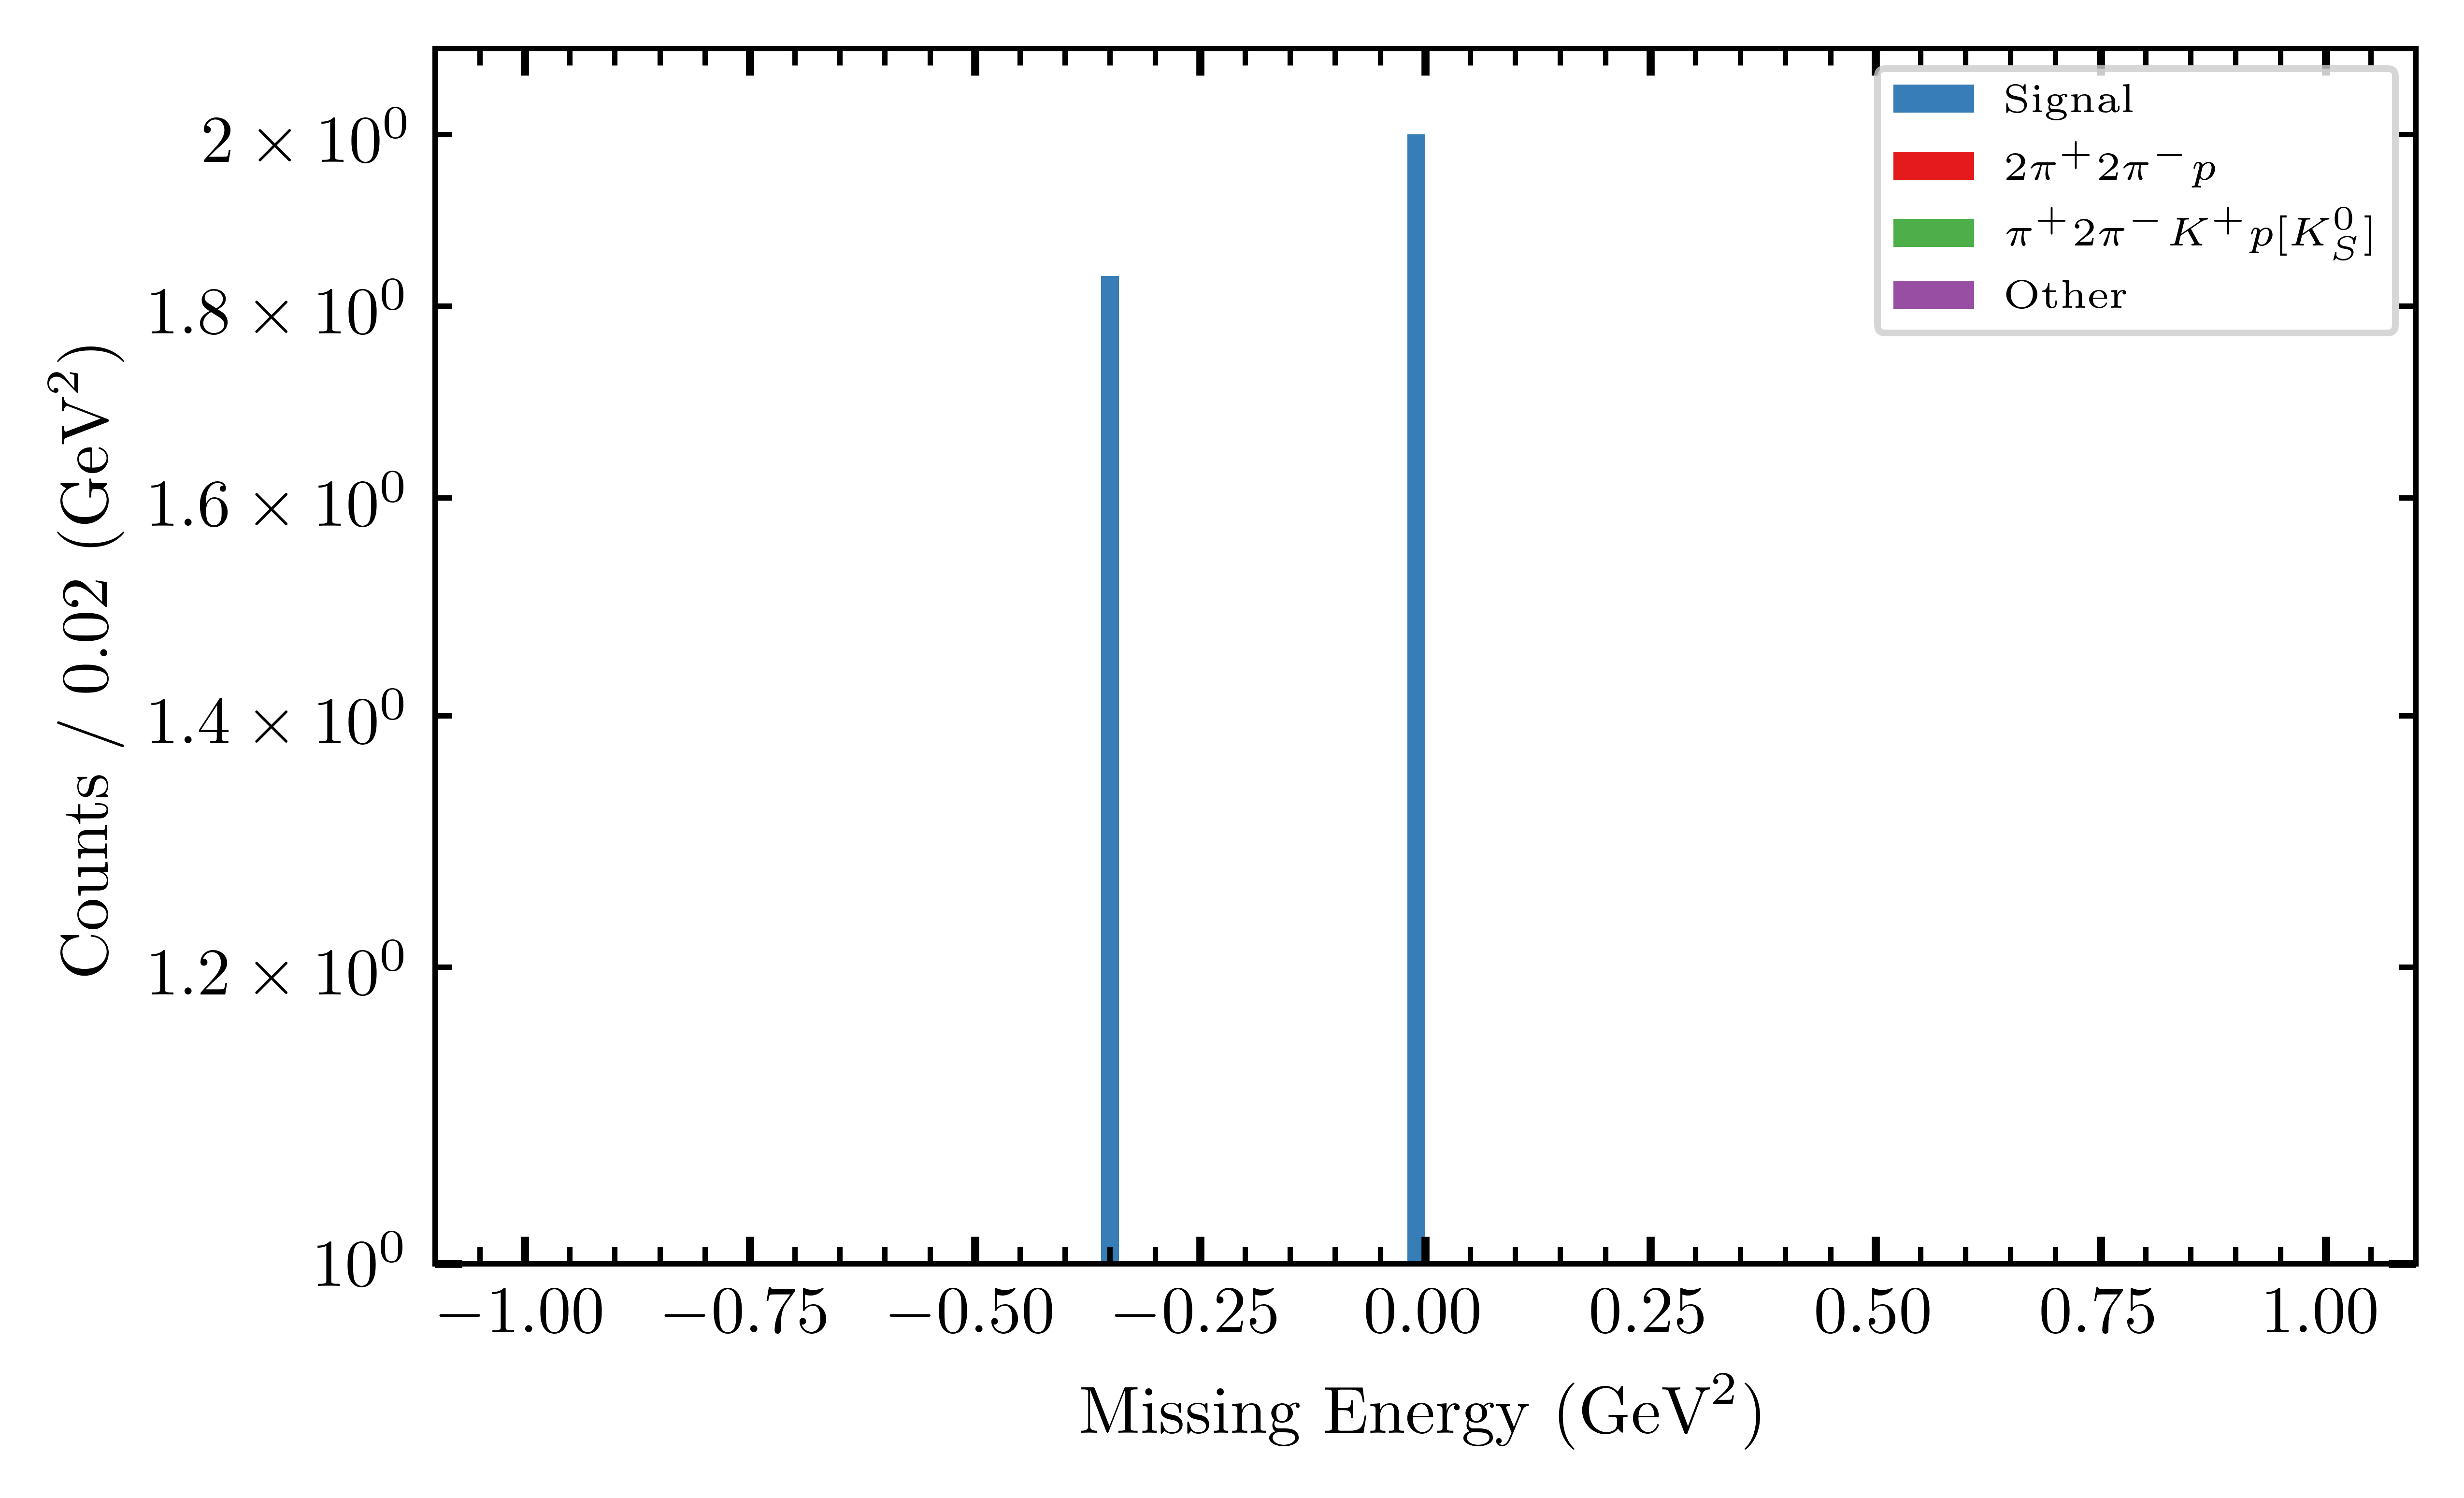 Counts / 0.02 (GeV²)
2 × 10⁰
1.8 × 10⁰
1.6 × 10⁰
1.4 × 10⁰
1.2 × 10⁰
10⁰
Signal
2π⁺2π⁻p
π⁺2π⁻K⁺p[K⁰_S]
Other
−1.00 −0.75 −0.50 −0.25 0.00 0.25 0.50 0.75 1.00
Missing Energy (GeV²)